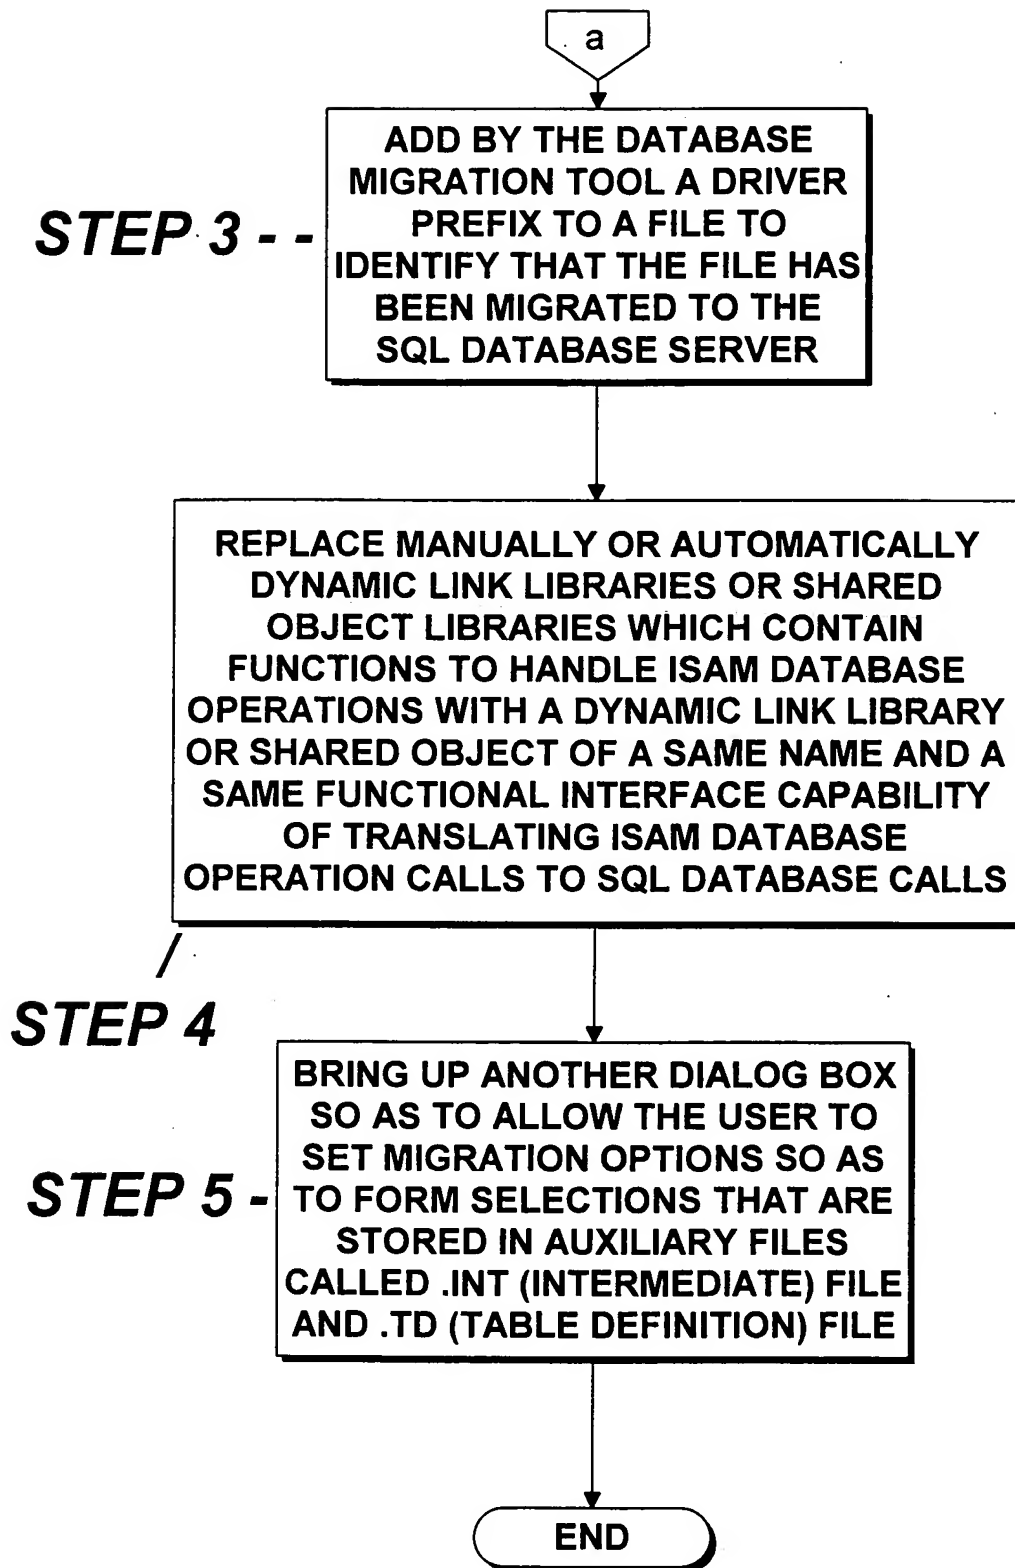 a
ADD BY THE DATABASE
MIGRATION TOOL A DRIVER
PREFIX TO A FILE TO
IDENTIFY THAT THE FILE HAS
BEEN MIGRATED TO THE
SQL DATABASE SERVER
STEP 3 - -
REPLACE MANUALLY OR AUTOMATICALLY
DYNAMIC LINK LIBRARIES OR SHARED
OBJECT LIBRARIES WHICH CONTAIN
FUNCTIONS TO HANDLE ISAM DATABASE
OPERATIONS WITH A DYNAMIC LINK LIBRARY
OR SHARED OBJECT OF A SAME NAME AND A
SAME FUNCTIONAL INTERFACE CAPABILITY
OF TRANSLATING ISAM DATABASE
OPERATION CALLS TO SQL DATABASE CALLS
STEP 4
BRING UP ANOTHER DIALOG BOX
SO AS TO ALLOW THE USER TO
SET MIGRATION OPTIONS SO AS
TO FORM SELECTIONS THAT ARE
STORED IN AUXILIARY FILES
CALLED .INT (INTERMEDIATE) FILE
AND .TD (TABLE DEFINITION) FILE
STEP 5 -
END